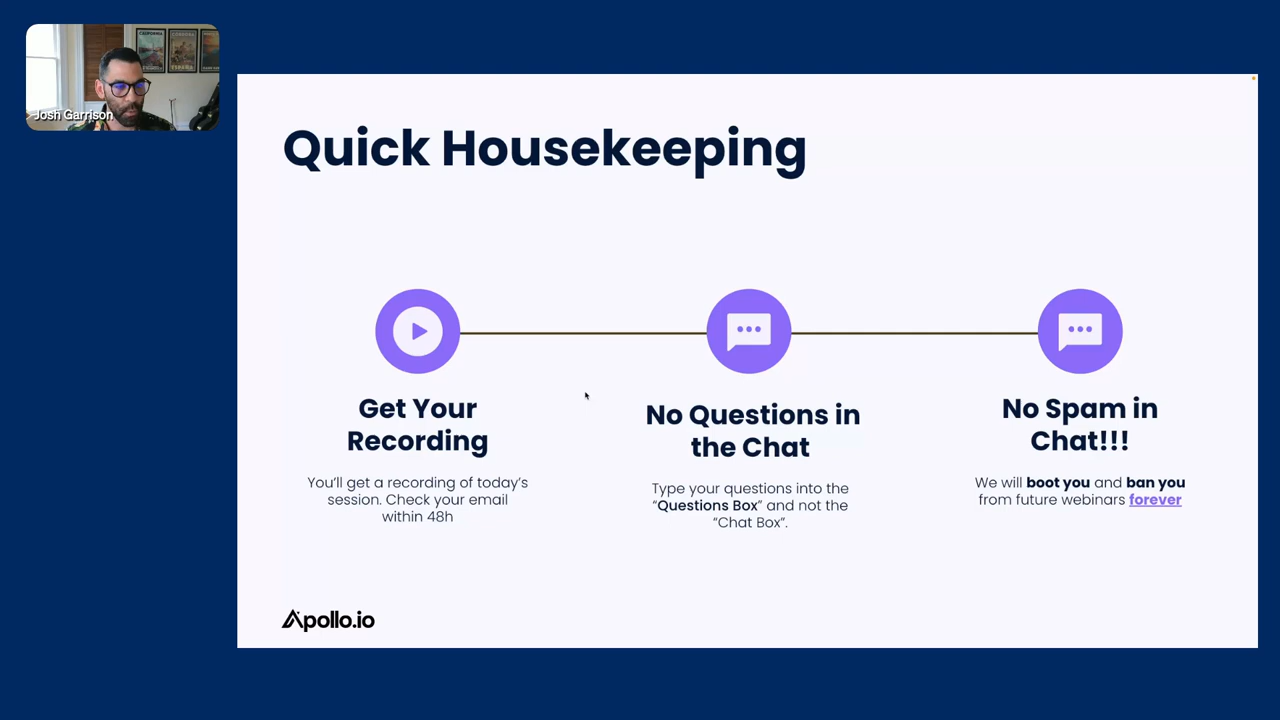 Josh Garrison
Quick Housekeeping
Get Your
Recording
You'll get a recording of today's
session. Check your email
within 48h
No Questions in
the Chat
Type your questions into the
“Questions Box” and not the
“Chat Box”.
No Spam in
Chat!!!
We will boot you and ban you
from future webinars forever
Apollo.io